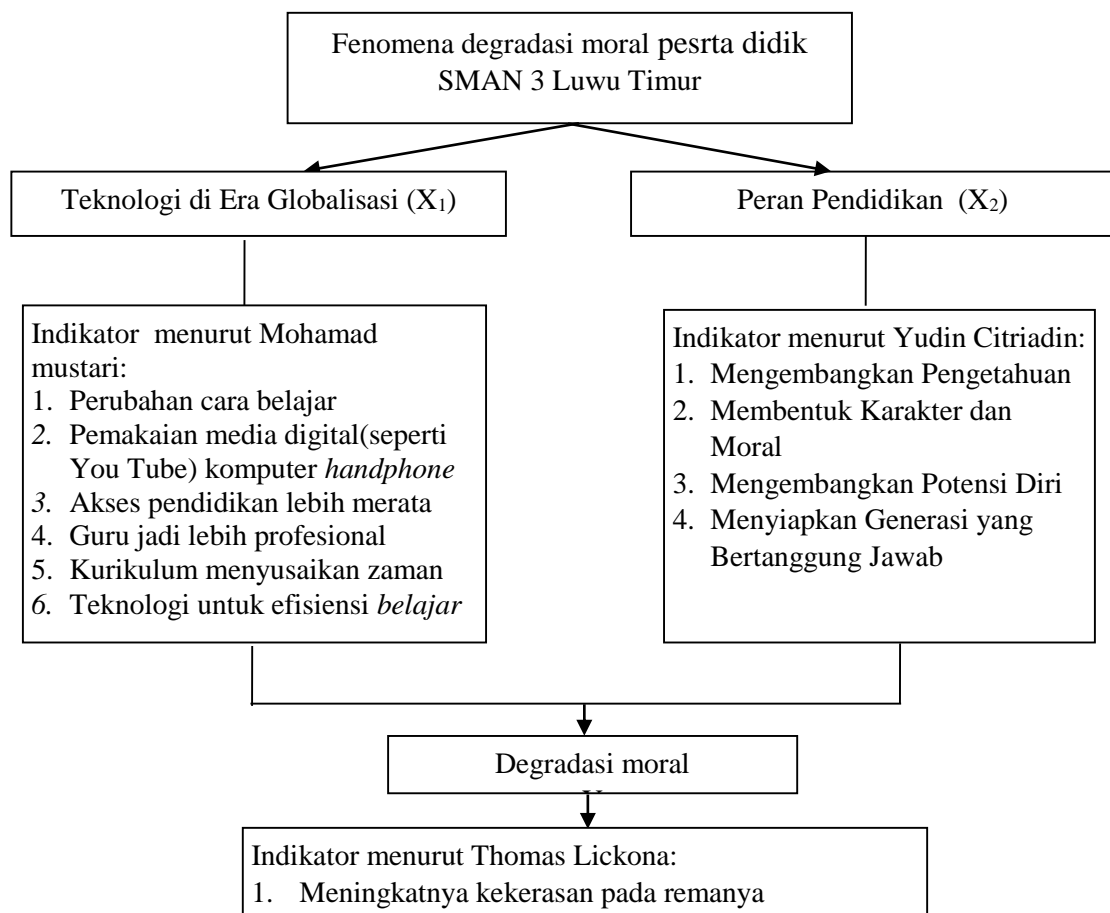 Fenomena degradasi moral pesrta didik
SMAN 3 Luwu Timur
Teknologi di Era Globalisasi (X₁)
Peran Pendidikan (X₂)
Indikator menurut Mohamad
mustari:
1. Perubahan cara belajar
2. Pemakaian media digital(seperti
You Tube) komputer handphone
3. Akses pendidikan lebih merata
4. Guru jadi lebih profesional
5. Kurikulum menyusaikan zaman
6. Teknologi untuk efisiensi belajar
Indikator menurut Yudin Citriadin:
1. Mengembangkan Pengetahuan
2. Membentuk Karakter dan
Moral
3. Mengembangkan Potensi Diri
4. Menyiapkan Generasi yang
Bertanggung Jawab
Degradasi moral
Indikator menurut Thomas Lickona:
1. Meningkatnya kekerasan pada remanya